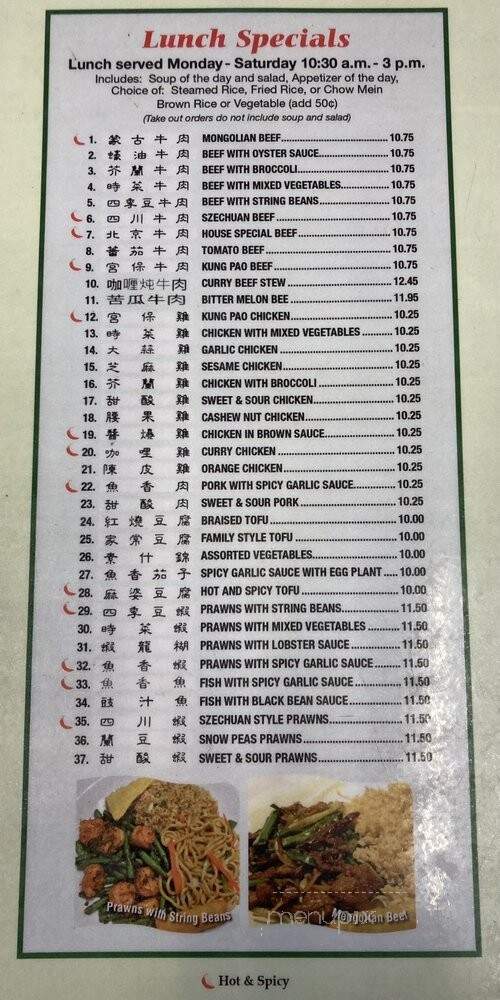 Lunch Specials
Lunch served Monday - Saturday 10:30 a.m. - 3 p.m.
Includes: Soup of the day and salad, Appetizer of the day,
Choice of: Steamed Rice, Fried Rice, or Chow Mein
Brown Rice or Vegetable (add 50¢)
(Take out orders do not include soup and salad)
1. 蒙古牛肉 MONGOLIAN BEEF 10.75
2. 蠔油牛肉 BEEF WITH OYSTER SAUCE 10.75
3. 芥蘭牛肉 BEEF WITH BROCCOLI 10.75
4. 時菜牛肉 BEEF WITH MIXED VEGETABLES 10.75
5. 四季豆牛肉 BEEF WITH STRING BEANS 10.75
6. 四川牛肉 SZECHUAN BEEF 10.75
7. 北京牛肉 HOUSE SPECIAL BEEF 10.75
8. 蕃茄牛肉 TOMATO BEEF 10.75
9. 宮保牛肉 KUNG PAO BEEF 10.75
10. 咖喱炖牛肉 CURRY BEEF STEW 12.45
11. 苦瓜牛肉 BITTER MELON BEE 11.95
12. 宮保雞 KUNG PAO CHICKEN 10.25
13. 時菜雞 CHICKEN WITH MIXED VEGETABLES 10.25
14. 大蒜雞 GARLIC CHICKEN 10.25
15. 芝麻雞 SESAME CHICKEN 10.25
16. 芥蘭雞 CHICKEN WITH BROCCOLI 10.25
17. 甜酸雞 SWEET & SOUR CHICKEN 10.25
18. 腰果雞 CASHEW NUT CHICKEN 10.25
19. 醬爆雞 CHICKEN IN BROWN SAUCE 10.25
20. 咖哩雞 CURRY CHICKEN 10.25
21. 陳皮雞 ORANGE CHICKEN 10.25
22. 魚香肉 PORK WITH SPICY GARLIC SAUCE 10.25
23. 甜酸肉 SWEET & SOUR PORK 10.25
24. 紅燒豆腐 BRAISED TOFU 10.00
25. 家常豆腐 FAMILY STYLE TOFU 10.00
26. 素什錦 ASSORTED VEGETABLES 10.00
27. 魚香茄子 SPICY GARLIC SAUCE WITH EGG PLANT 10.00
28. 麻婆豆腐 HOT AND SPICY TOFU 10.00
29. 四季豆蝦 PRAWNS WITH STRING BEANS 11.50
30. 時菜蝦 PRAWNS WITH MIXED VEGETABLES 11.50
31. 蝦龍糊 PRAWNS WITH LOBSTER SAUCE 11.50
32. 魚香蝦 PRAWNS WITH SPICY GARLIC SAUCE 11.50
33. 魚香魚 FISH WITH SPICY GARLIC SAUCE 11.50
34. 豉汁魚 FISH WITH BLACK BEAN SAUCE 11.50
35. 四川蝦 SZECHUAN STYLE PRAWNS 11.50
36. 蘭豆蝦 SNOW PEAS PRAWNS 11.50
37. 甜酸蝦 SWEET & SOUR PRAWNS 11.50
Prawns with String Beans
Mongolian Beef
Hot & Spicy